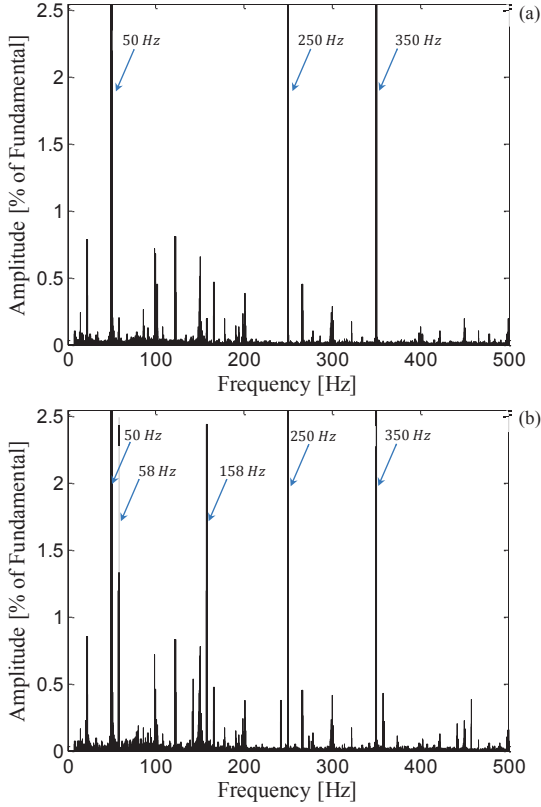 (a)
2.5
50 Hz
250 Hz
350 Hz
2
1.5
1
0.5
0
Amplitude [% of Fundamental]
0 100 200 300 400 500
Frequency [Hz]
(b)
2.5
50 Hz
250 Hz
350 Hz
58 Hz
158 Hz
2
1.5
1
0.5
0
Amplitude [% of Fundamental]
0 100 200 300 400 500
Frequency [Hz]